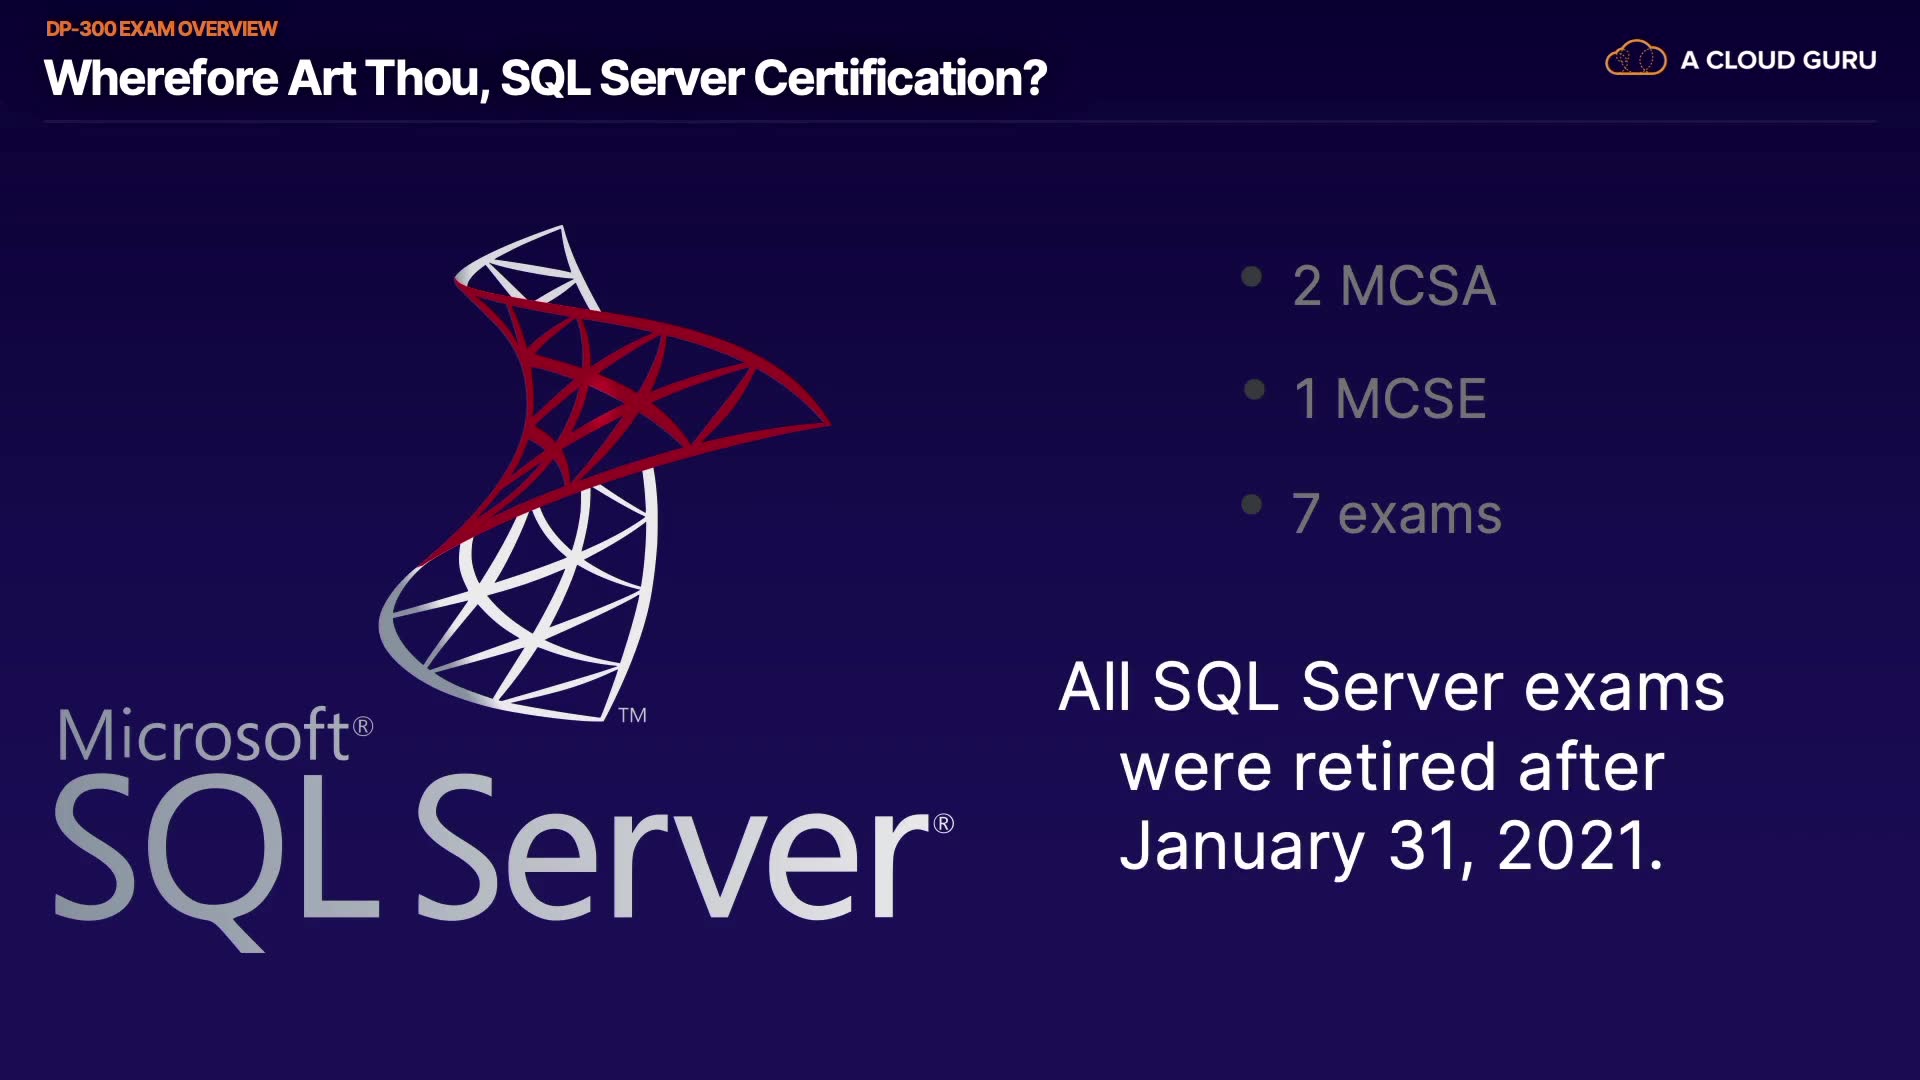 DP-300 EXAM OVERVIEW
Wherefore Art Thou, SQL Server Certification?
A CLOUD GURU
• 2 MCSA
• 1 MCSE
• 7 exams
All SQL Server exams
were retired after
January 31, 2021.
TM
Microsoft®
SQL Server®